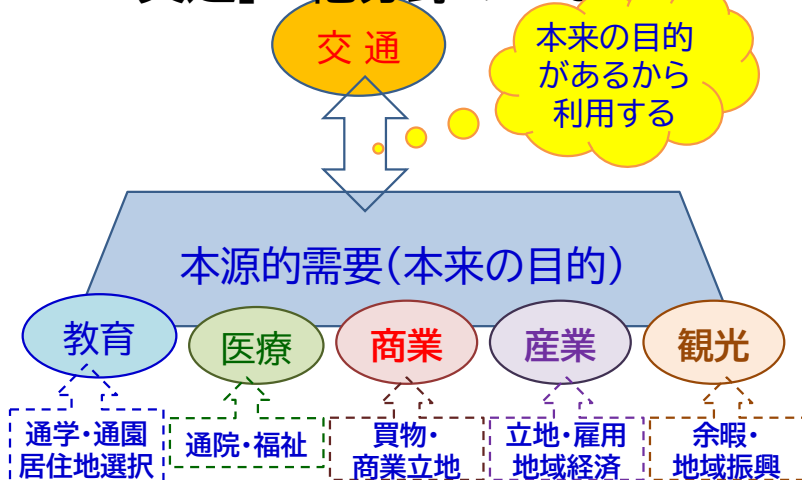 交 通
本来の目的
があるから
利用する
本源的需要(本来の目的)
教育
医療
商業
産業
観光
通学・通園
居住地選択
通院・福祉
買物・
商業立地
立地・雇用
地域経済
余暇・
地域振興